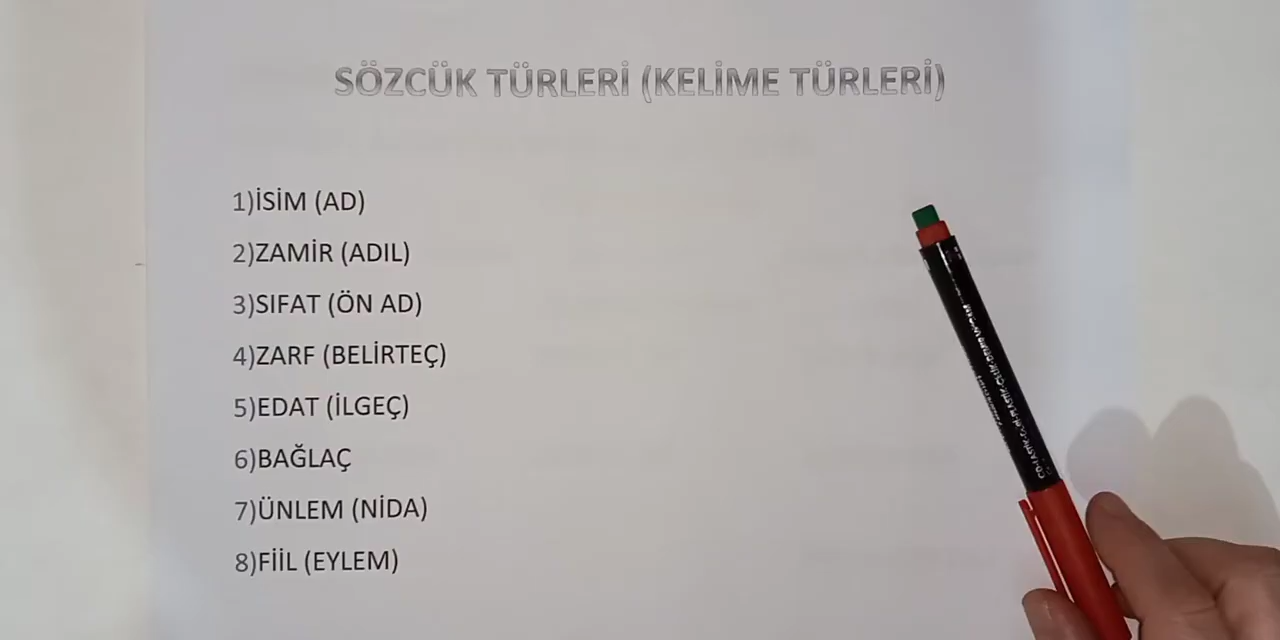 SÖZCÜK TÜRLERİ (KELİME TÜRLERİ)
1)İSİM (AD)
2)ZAMİR (ADIL)
3)SIFAT (ÖN AD)
4)ZARF (BELİRTEÇ)
5)EDAT (İLGEÇ)
6)BAĞLAÇ
7)ÜNLEM (NİDA)
8)FİİL (EYLEM)